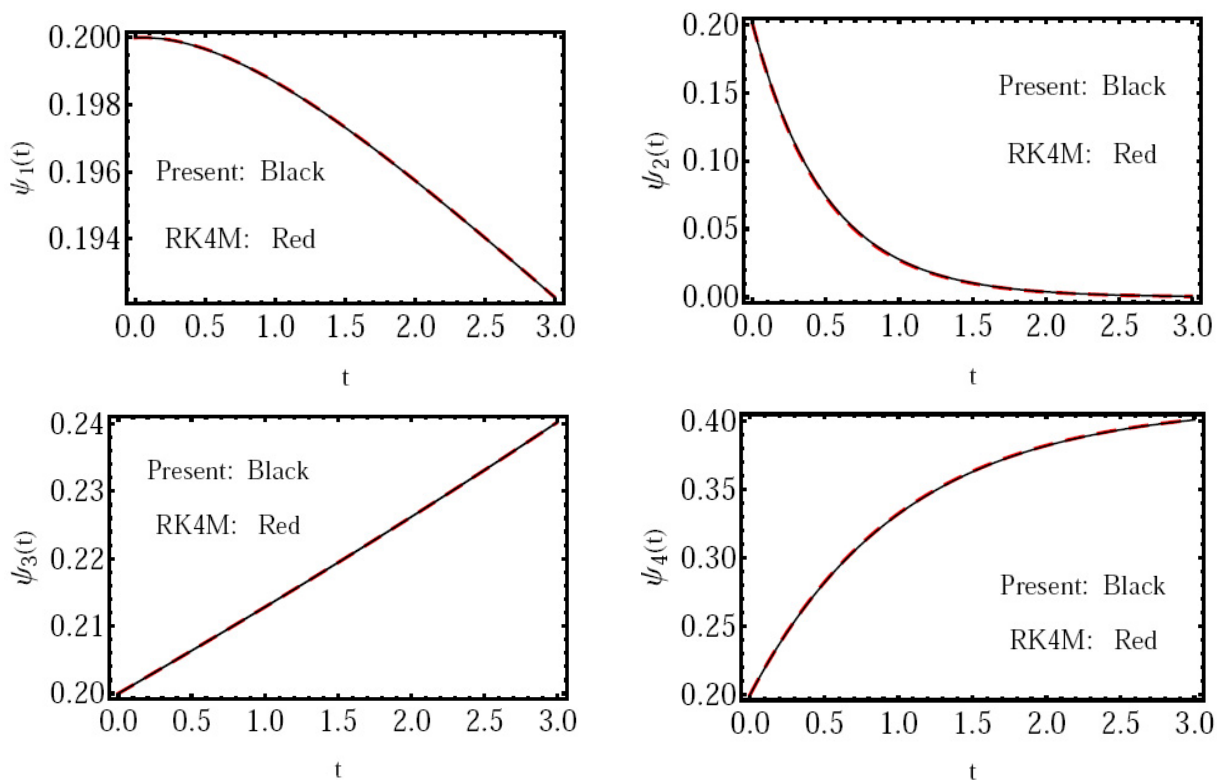 0.200
0.198
0.196
0.194
ψ1(t)
Present: Black
RK4M: Red
0.0 0.5 1.0 1.5 2.0 2.5 3.0
t
0.20
0.15
0.10
0.05
0.00
ψ2(t)
Present: Black
RK4M: Red
0.0 0.5 1.0 1.5 2.0 2.5 3.0
t
0.24
0.23
0.22
0.21
0.20
ψ3(t)
Present: Black
RK4M: Red
0.0 0.5 1.0 1.5 2.0 2.5 3.0
t
0.40
0.35
0.30
0.25
0.20
ψ4(t)
Present: Black
RK4M: Red
0.0 0.5 1.0 1.5 2.0 2.5 3.0
t